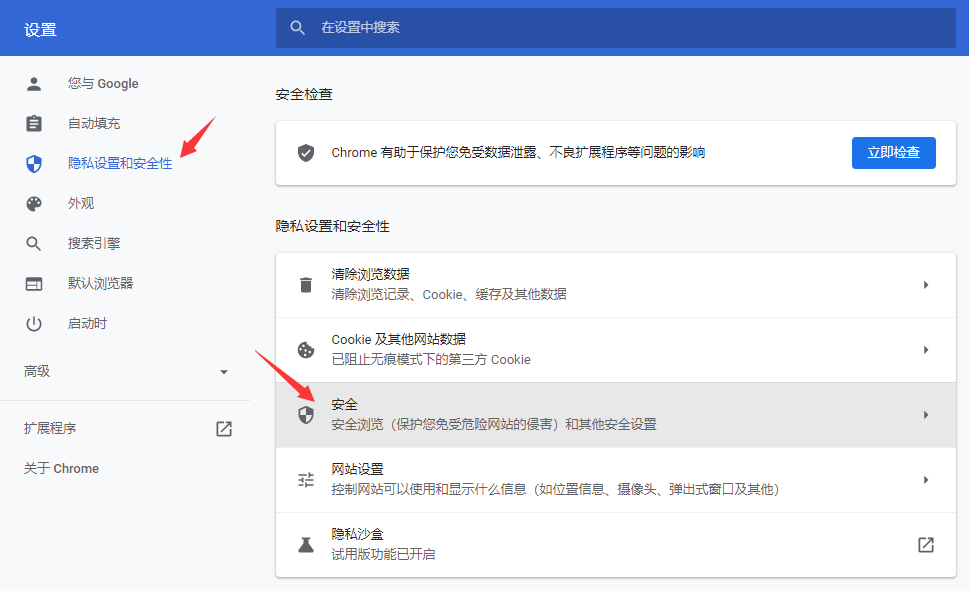 设置
在设置中搜索
您与 Google
自动填充
隐私设置和安全性
外观
搜索引擎
默认浏览器
启动时
高级
扩展程序
关于 Chrome
安全检查
Chrome 有助于保护您免受数据泄露、不良扩展程序等问题的影响
立即检查
隐私设置和安全性
清除浏览数据
清除浏览记录、Cookie、缓存及其他数据
Cookie 及其他网站数据
已阻止无痕模式下的第三方 Cookie
安全
安全浏览（保护您免受危险网站的侵害）和其他安全设置
网站设置
控制网站可以使用和显示什么信息（如位置信息、摄像头、弹出式窗口及其他）
隐私沙盒
试用版功能已开启